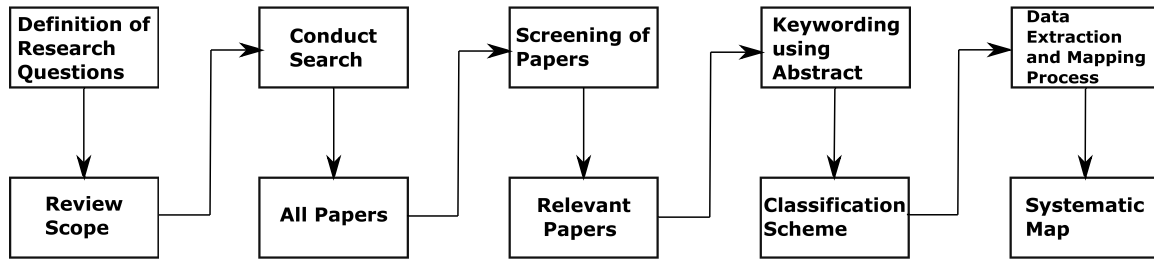 Definition of
Research
Questions
Conduct
Search
Screening of
Papers
Keywording
using
Abstract
Data
Extraction
and Mapping
Process
Review
Scope
All Papers
Relevant
Papers
Classification
Scheme
Systematic
Map